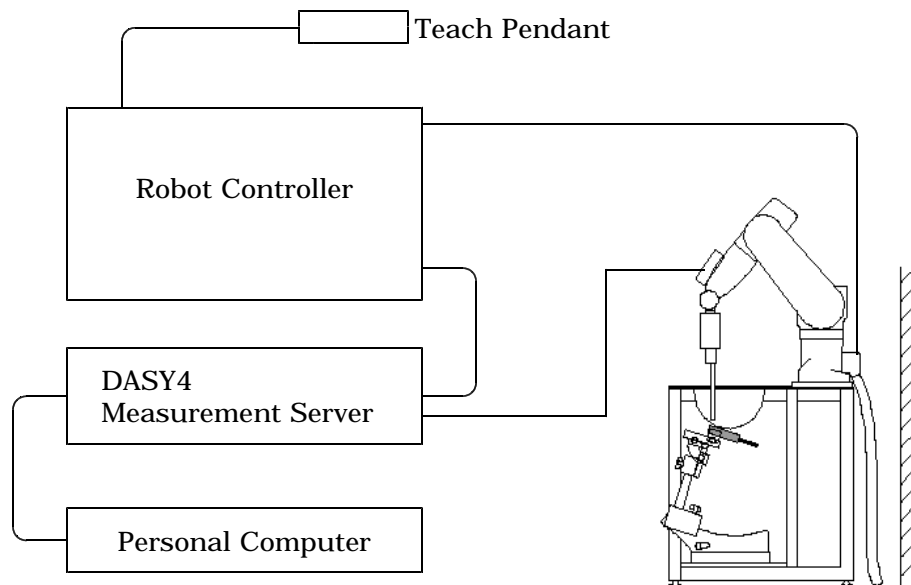 Teach Pendant
Robot Controller
DASY4
Measurement Server
Personal Computer